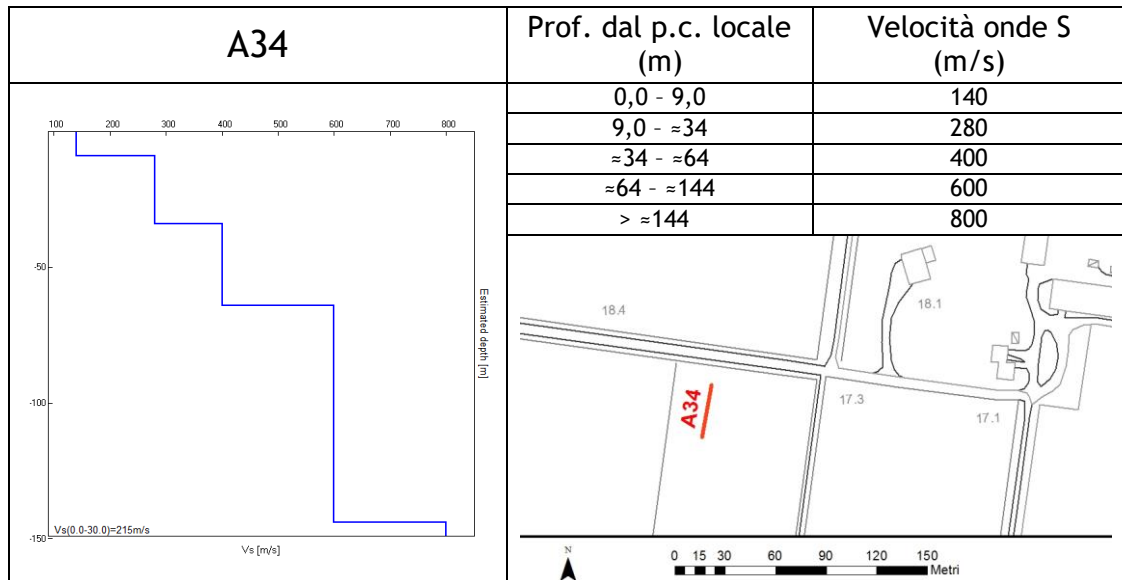 A34
Prof. dal p.c. locale
(m)
Velocità onde S
(m/s)
0,0 – 9,0 140
9,0 – ≈34 280
≈34 – ≈64 400
≈64 – ≈144 600
> ≈144 800
100 200 300 400 500 600 700 800
-50
-100
-150
Estimated depth [m]
Vs(0.0-30.0)=215m/s
Vs [m/s]
18.4
18.1
A34
17.3
17.1
N
0 15 30 60 90 120 150
Metri